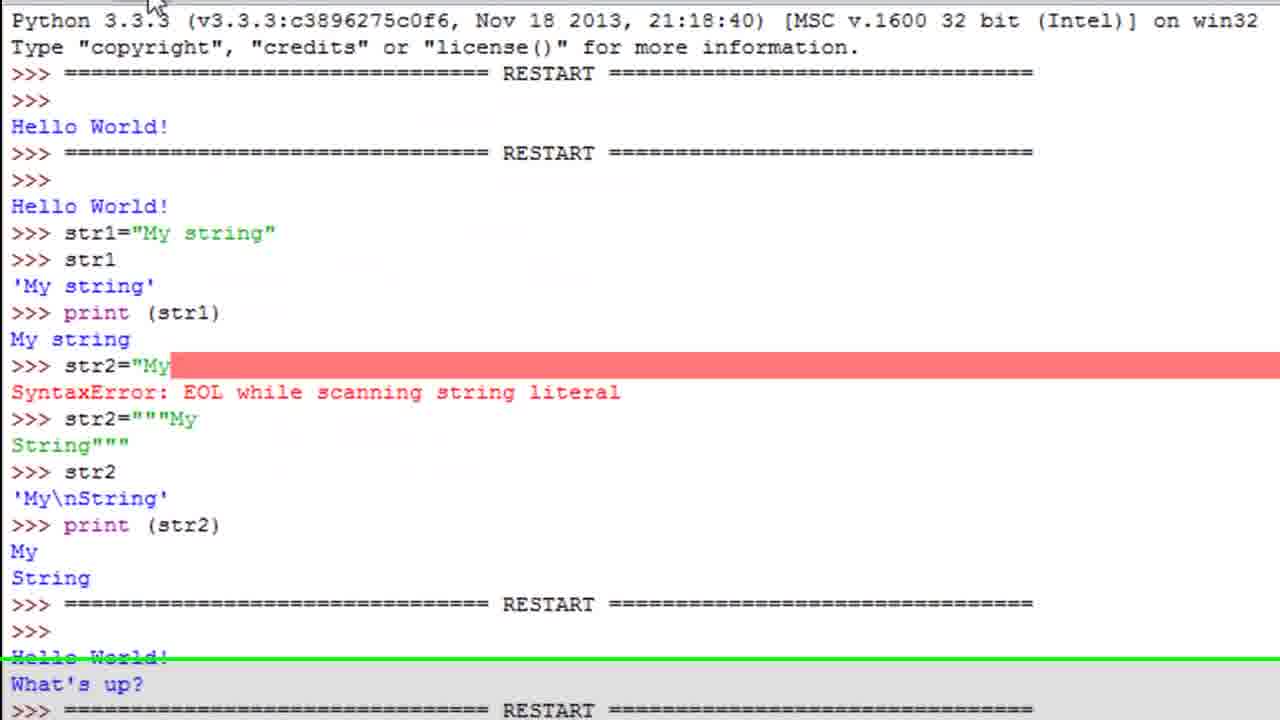 Python 3.3.3 (v3.3.3:c3896275c0f6, Nov 18 2013, 21:18:40) [MSC v.1600 32 bit (Intel)] on win32
Type "copyright", "credits" or "license()" for more information.
>>> ================================ RESTART ================================
>>>
Hello World!
>>> ================================ RESTART ================================
>>>
Hello World!
>>> str1="My string"
>>> str1
'My string'
>>> print (str1)
My string
>>> str2="My
SyntaxError: EOL while scanning string literal
>>> str2="""My
String"""
>>> str2
'My\nString'
>>> print (str2)
My
String
>>> ================================ RESTART ================================
>>>
Hello World!
What's up?
>>> ================================ RESTART ================================